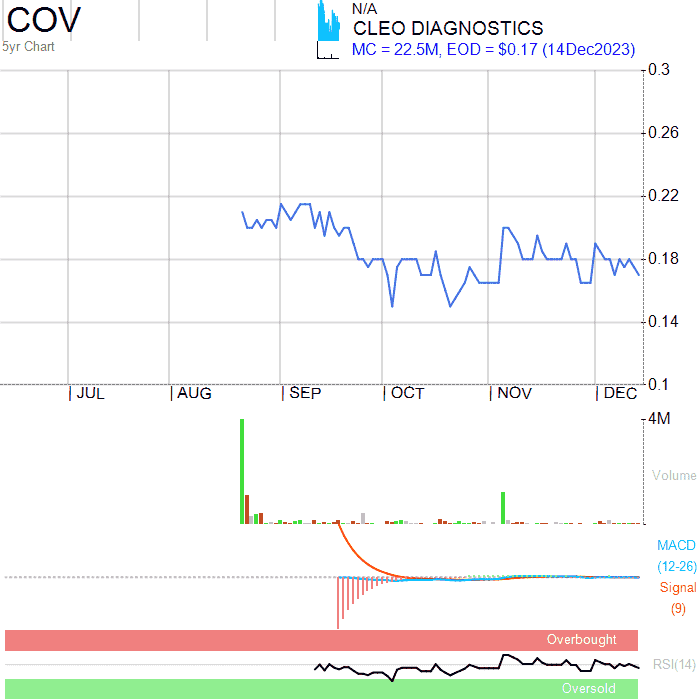 COV
N/A
CLEO DIAGNOSTICS
5yr Chart
MC = 22.5M, EOD = $0.17 (14Dec2023)
0.3
0.26
0.22
0.18
0.14
0.1
JUL AUG SEP OCT NOV DEC
4M
Volume
MACD
(12-26)
Signal
(9)
Overbought
RSI(14)
Oversold